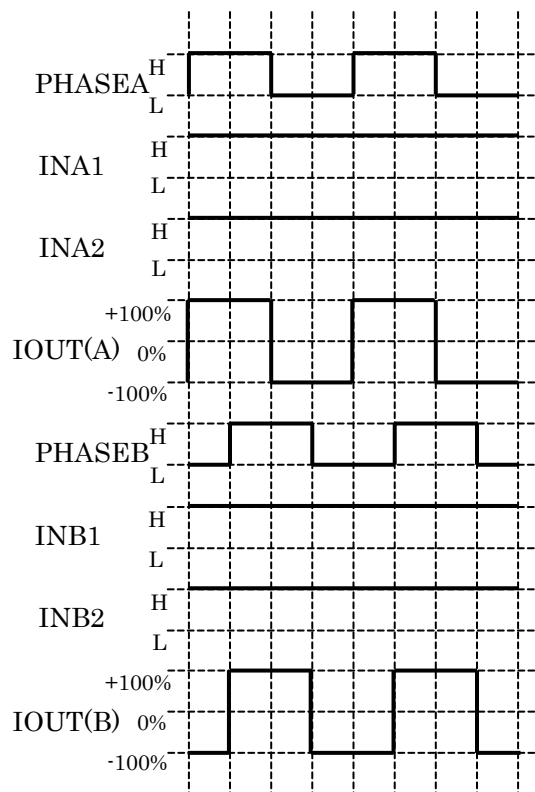 H
PHASEA
L
H
INA1
L
H
INA2
L
+100%
IOUT(A) 0%
-100%
H
PHASEB
L
H
INB1
L
H
INB2
L
+100%
IOUT(B) 0%
-100%